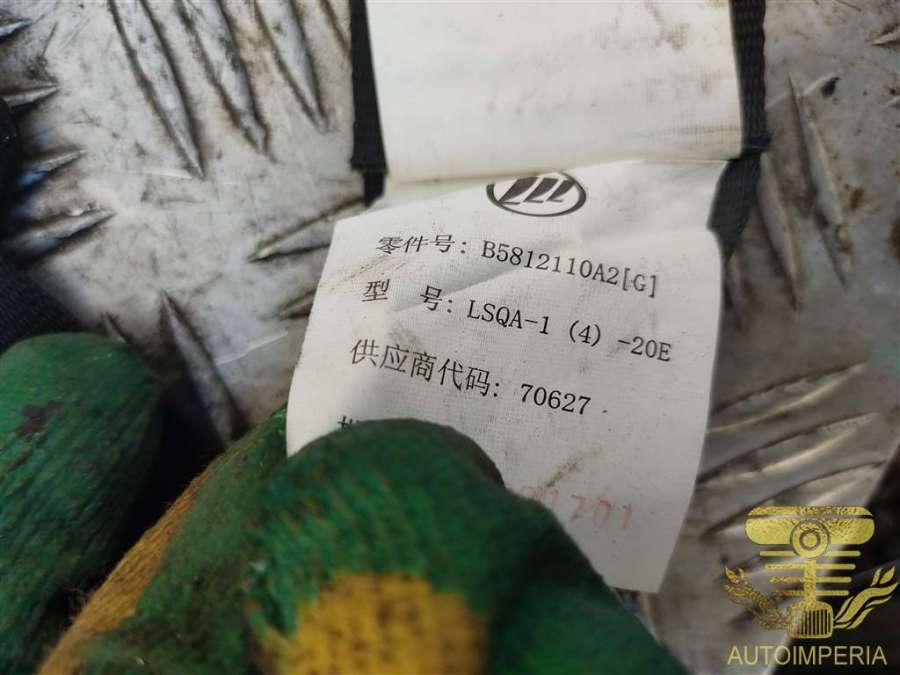 零件号: B5812110A2[G]
型 号: LSQA-1 (4) -20E
供应商代码: 70627
AUTOIMPERIA